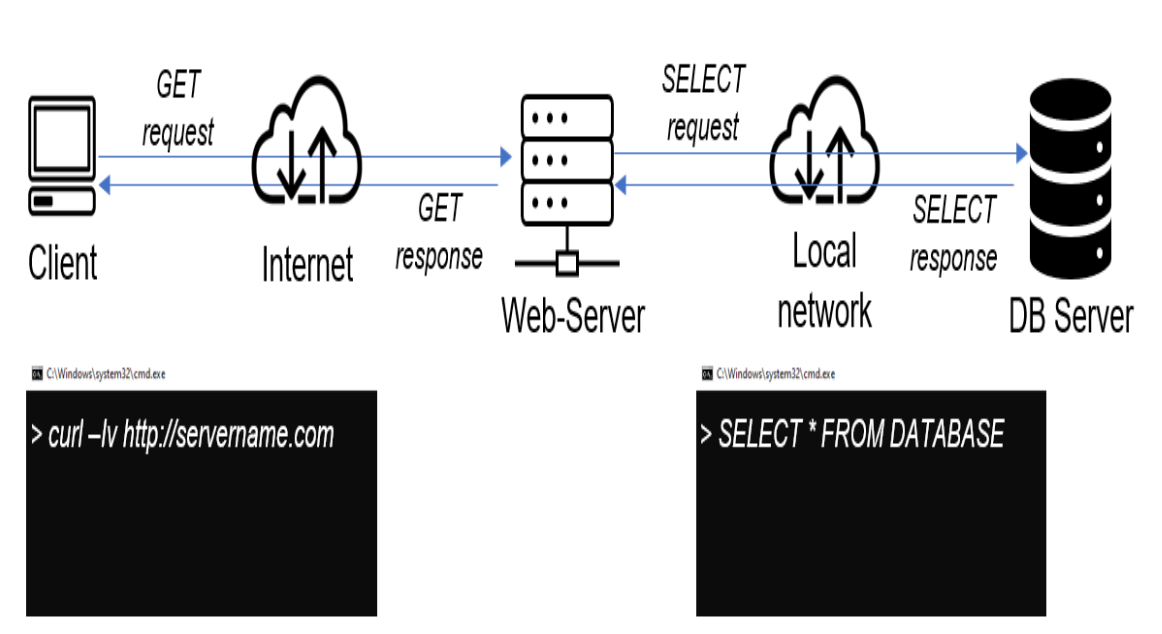 GET
request
SELECT
request
GET
response
SELECT
response
Client
Internet
Web-Server
Local
network
DB Server
C:\Windows\system32\cmd.exe
> curl –lv http://servername.com
C:\Windows\system32\cmd.exe
> SELECT * FROM DATABASE